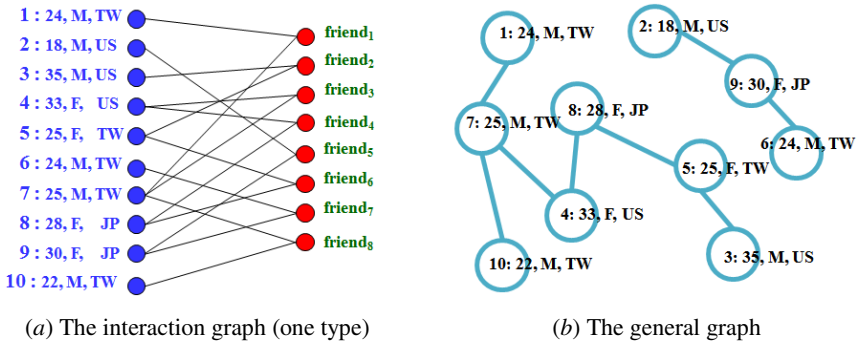 1 : 24, M, TW
2 : 18, M, US
3 : 35, M, US
4 : 33, F, US
5 : 25, F, TW
6 : 24, M, TW
7 : 25, M, TW
8 : 28, F, JP
9 : 30, F, JP
10 : 22, M, TW
friend1
friend2
friend3
friend4
friend5
friend6
friend7
friend8
(a) The interaction graph (one type)
1: 24, M, TW
2: 18, M, US
9: 30, F, JP
8: 28, F, JP
7: 25, M, TW
6: 24, M, TW
5: 25, F, TW
4: 33, F, US
3: 35, M, US
10: 22, M, TW
(b) The general graph